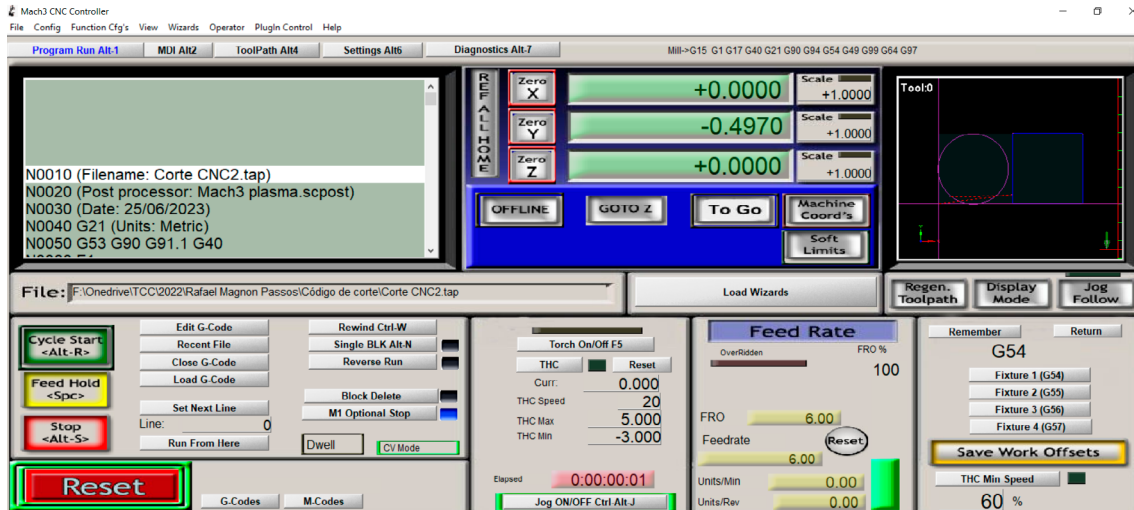 Mach3 CNC Controller
File Config Function Cfg's View Wizards Operator PlugIn Control Help
Program Run Alt-1 MDI Alt2 ToolPath Alt4 Settings Alt6 Diagnostics Alt-7 Mill->G15 G1 G17 G40 G21 G90 G94 G54 G49 G99 G64 G97
N0010 (Filename: Corte CNC2.tap)
N0020 (Post processor: Mach3 plasma.scpost)
N0030 (Date: 25/06/2023)
N0040 G21 (Units: Metric)
N0050 G53 G90 G91.1 G40
REF ALL HOME
Zero X +0.0000 Scale +1.0000
Zero Y -0.4970 Scale +1.0000
Zero Z +0.0000 Scale +1.0000
OFFLINE GOTO Z To Go Machine Coord's
Soft Limits
Tool:0
File: F:\Onedrive\TCC\2022\Rafael Magnon Passos\Código de corte\Corte CNC2.tap
Load Wizards
Regen. Toolpath Display Mode Jog Follow
Cycle Start <Alt-R>
Feed Hold <Spc>
Stop <Alt-S>
Reset
Edit G-Code
Recent File
Close G-Code
Load G-Code
Set Next Line
Line: 0
Run From Here
Rewind Ctrl-W
Single BLK Alt-N
Reverse Run
Block Delete
M1 Optional Stop
Dwell CV Mode
G-Codes M-Codes
Torch On/Off F5
THC Reset
Curr: 0.000
THC Speed 20
THC Max 5.000
THC Min -3.000
Elapsed 0:00:00:01
Jog ON/OFF Ctrl-Alt-J
Feed Rate
OverRidden FRO %
100
FRO 6.00
Feedrate Reset
6.00
Units/Min 0.00
Units/Rev 0.00
Remember Return
G54
Fixture 1 (G54)
Fixture 2 (G55)
Fixture 3 (G56)
Fixture 4 (G57)
Save Work Offsets
THC Min Speed
60 %